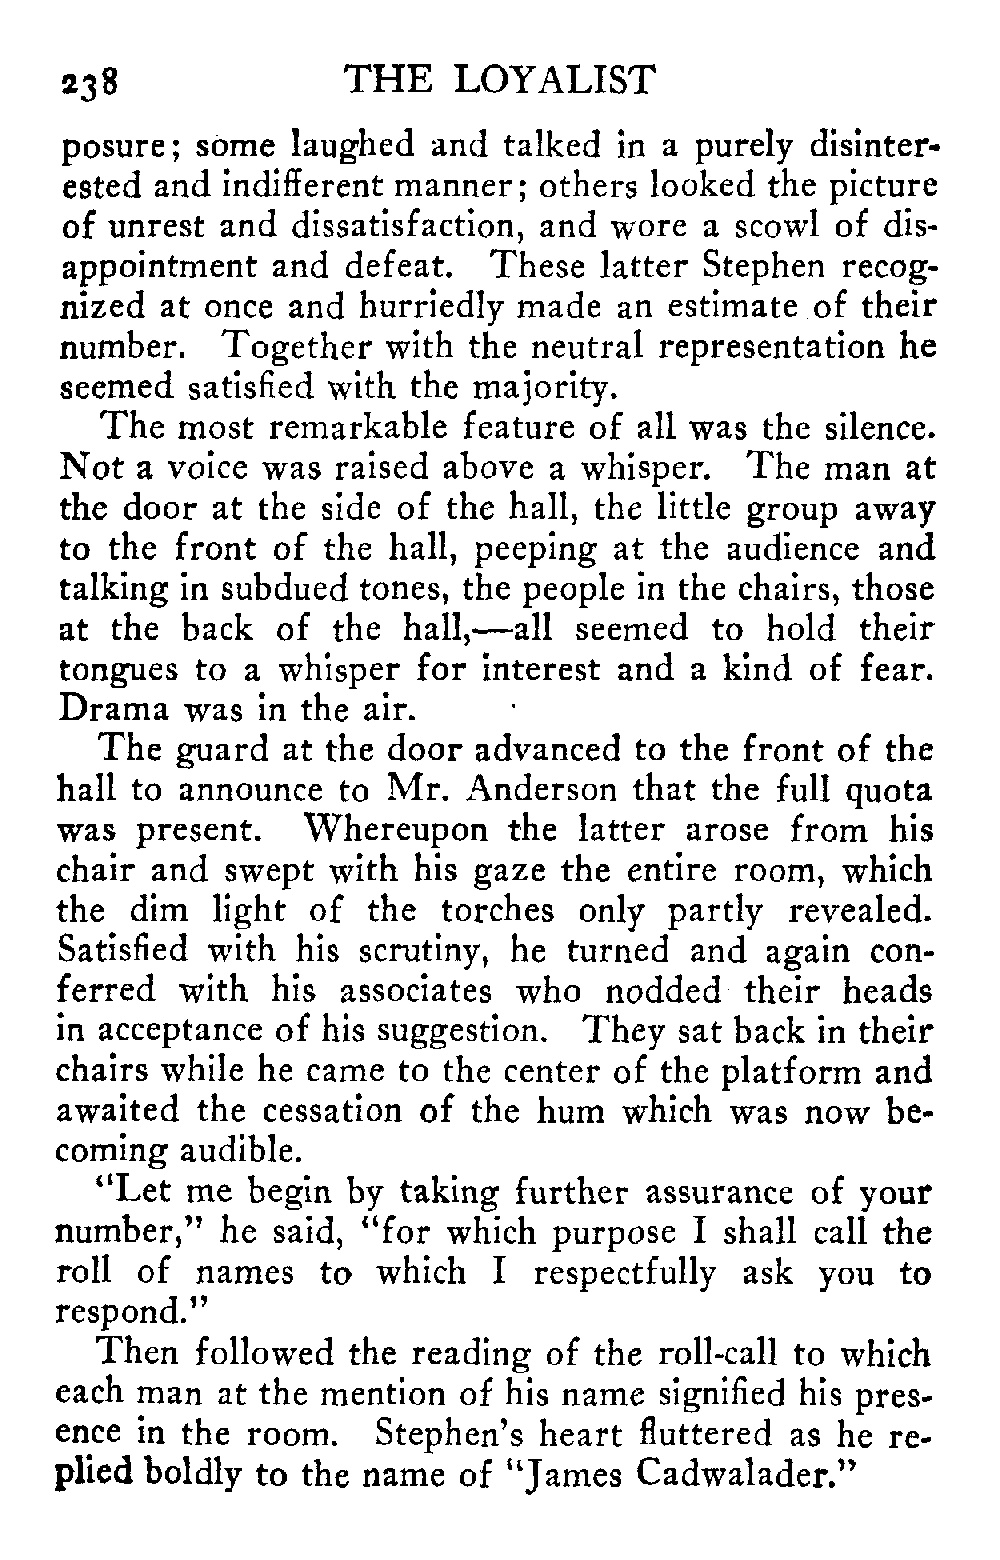 238 THE LOYALIST
posure; some laughed and talked in a purely disinter-
ested and indifferent manner; others looked the picture
of unrest and dissatisfaction, and wore a scowl of dis-
appointment and defeat. These latter Stephen recog-
nized at once and hurriedly made an estimate of their
number. Together with the neutral representation he
seemed satisfied with the majority.
The most remarkable feature of all was the silence.
Not a voice was raised above a whisper. The man at
the door at the side of the hall, the little group away
to the front of the hall, peeping at the audience and
talking in subdued tones, the people in the chairs, those
at the back of the hall,—all seemed to hold their
tongues to a whisper for interest and a kind of fear.
Drama was in the air.
The guard at the door advanced to the front of the
hall to announce to Mr. Anderson that the full quota
was present. Whereupon the latter arose from his
chair and swept with his gaze the entire room, which
the dim light of the torches only partly revealed.
Satisfied with his scrutiny, he turned and again con-
ferred with his associates who nodded their heads
in acceptance of his suggestion. They sat back in their
chairs while he came to the center of the platform and
awaited the cessation of the hum which was now be-
coming audible.
"Let me begin by taking further assurance of your
number," he said, "for which purpose I shall call the
roll of names to which I respectfully ask you to
respond."
Then followed the reading of the roll-call to which
each man at the mention of his name signified his pres-
ence in the room. Stephen's heart fluttered as he re-
plied boldly to the name of "James Cadwalader."